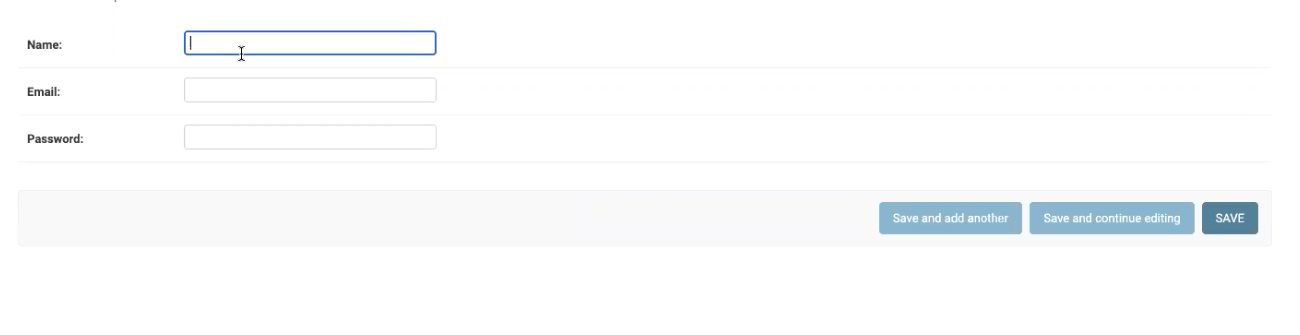 Name:
Email:
Password:
Save and add another Save and continue editing SAVE